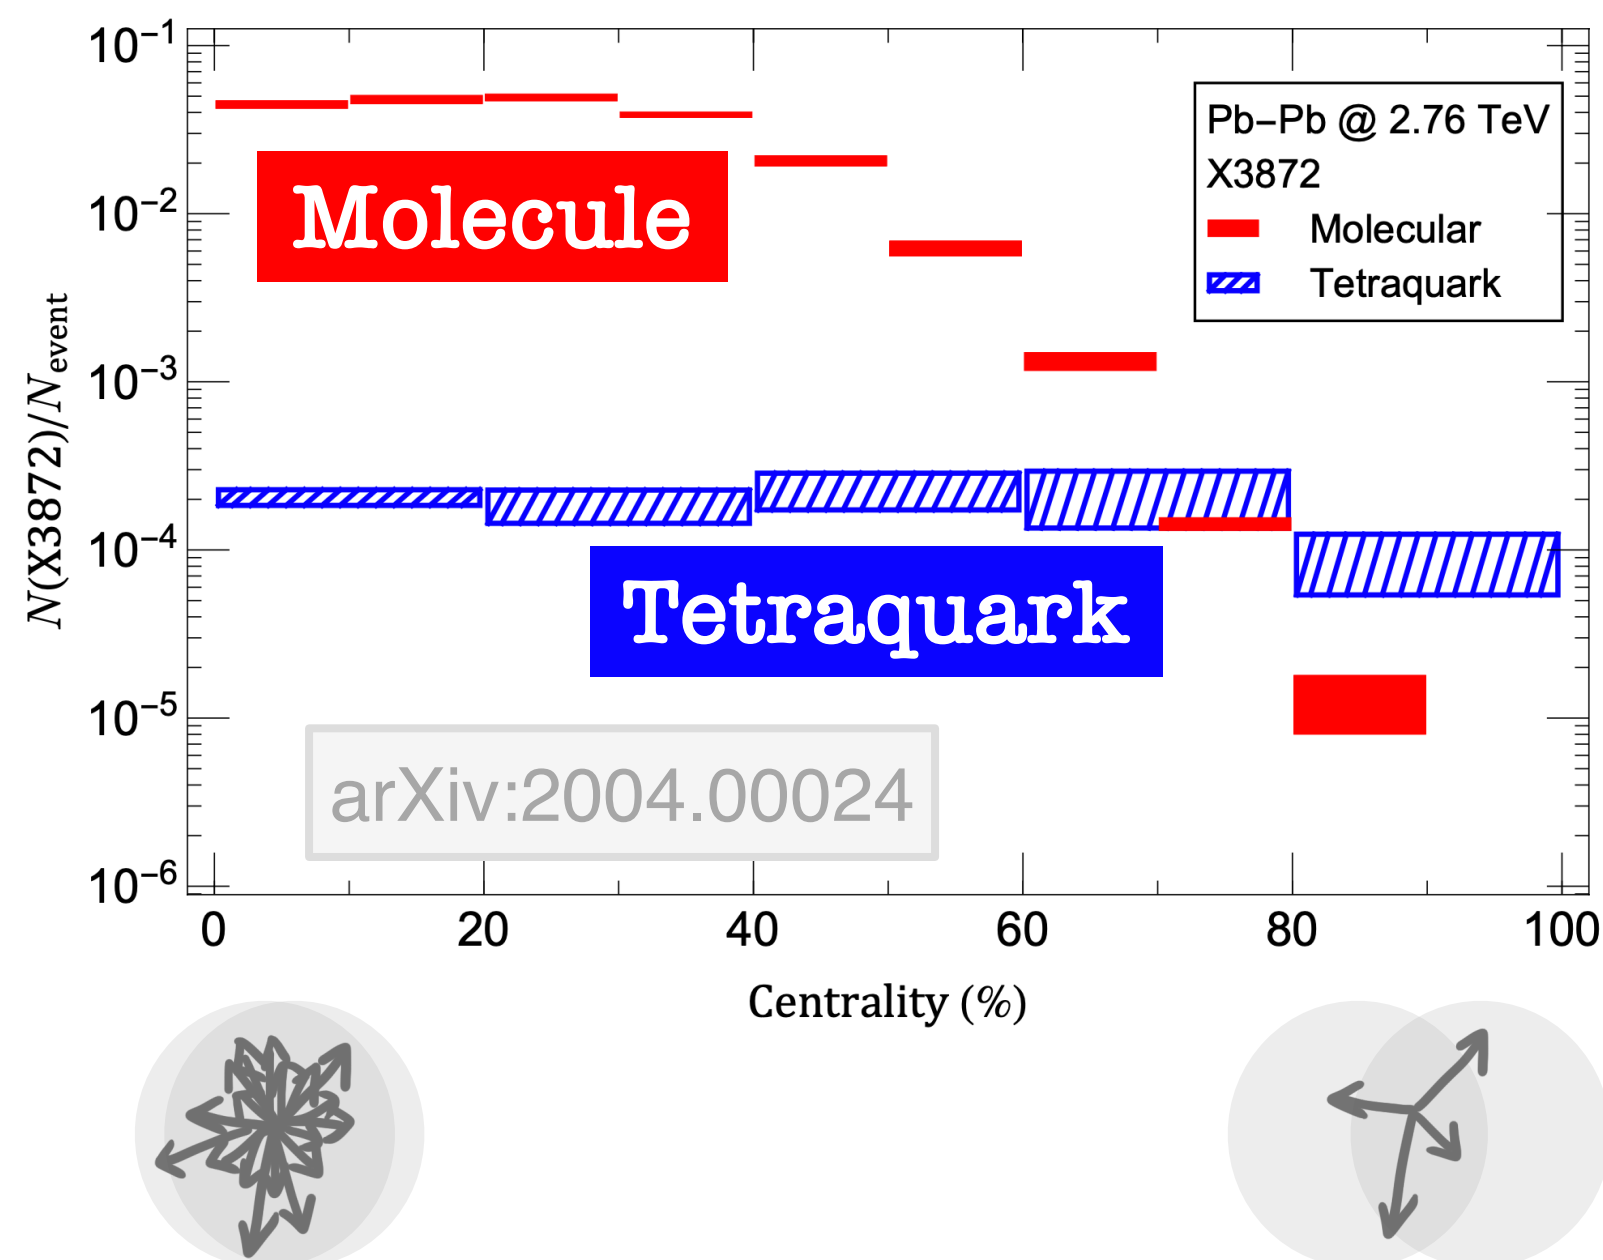 10⁻¹
10⁻²
10⁻³
10⁻⁴
10⁻⁵
10⁻⁶
N(X3872)/N_event
Molecule
Pb–Pb @ 2.76 TeV
X3872
Molecular
Tetraquark
Tetraquark
arXiv:2004.00024
0 20 40 60 80 100
Centrality (%)